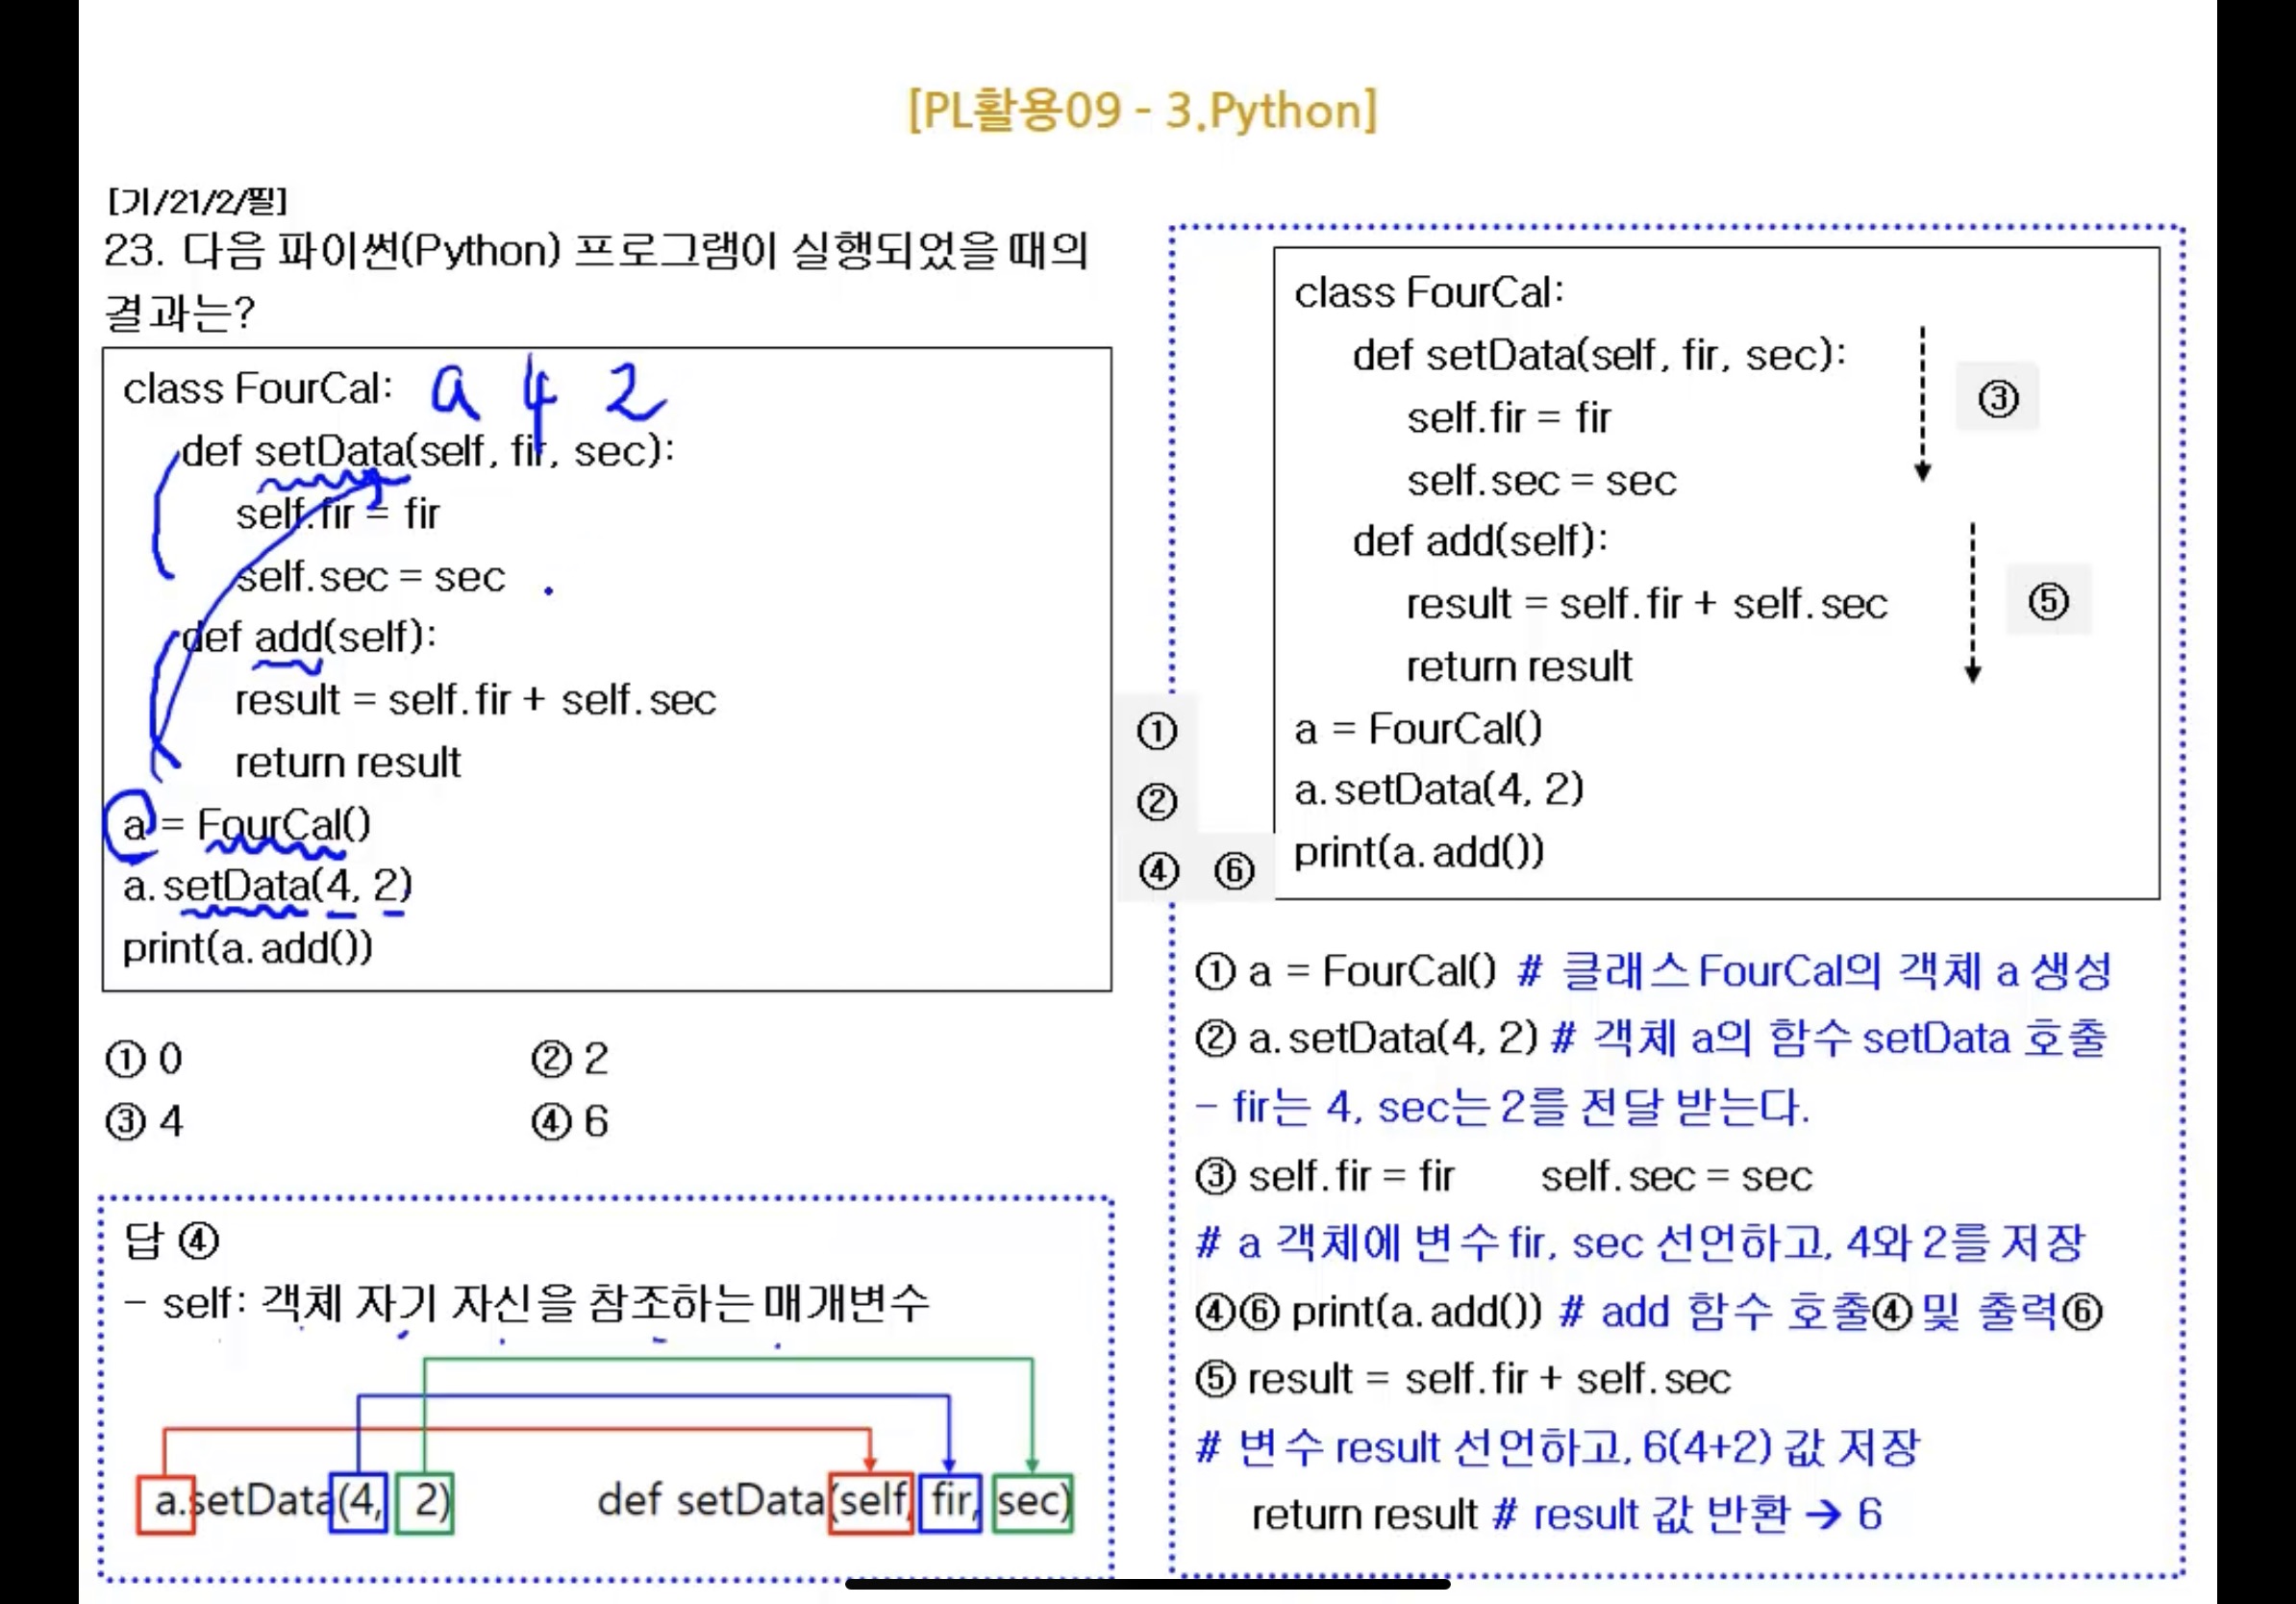 [PL활용09 - 3.Python]
[기/21/2/필]
23. 다음 파이썬(Python) 프로그램이 실행되었을 때의
결과는?
class FourCal:
a 4 2
def setData(self, fir, sec):
self.fir = fir
self.sec = sec
def add(self):
result = self.fir + self.sec
return result
a = FourCal()
a.setData(4, 2)
print(a.add())
① 0 ② 2
③ 4 ④ 6
답 ④
- self: 객체 자기 자신을 참조하는 매개변수
a.setData(4, 2) def setData(self, fir, sec)
class FourCal:
def setData(self, fir, sec):
self.fir = fir
③
self.sec = sec
def add(self):
result = self.fir + self.sec
⑤
return result
① a = FourCal()
② a.setData(4, 2)
④ ⑥ print(a.add())
① a = FourCal() # 클래스 FourCal의 객체 a 생성
② a.setData(4, 2) # 객체 a의 함수 setData 호출
- fir는 4, sec는 2를 전달 받는다.
③ self.fir = fir self.sec = sec
# a 객체에 변수 fir, sec 선언하고, 4와 2를 저장
④⑥ print(a.add()) # add 함수 호출④ 및 출력⑥
⑤ result = self.fir + self.sec
# 변수 result 선언하고, 6(4+2) 값 저장
return result # result 값 반환 → 6